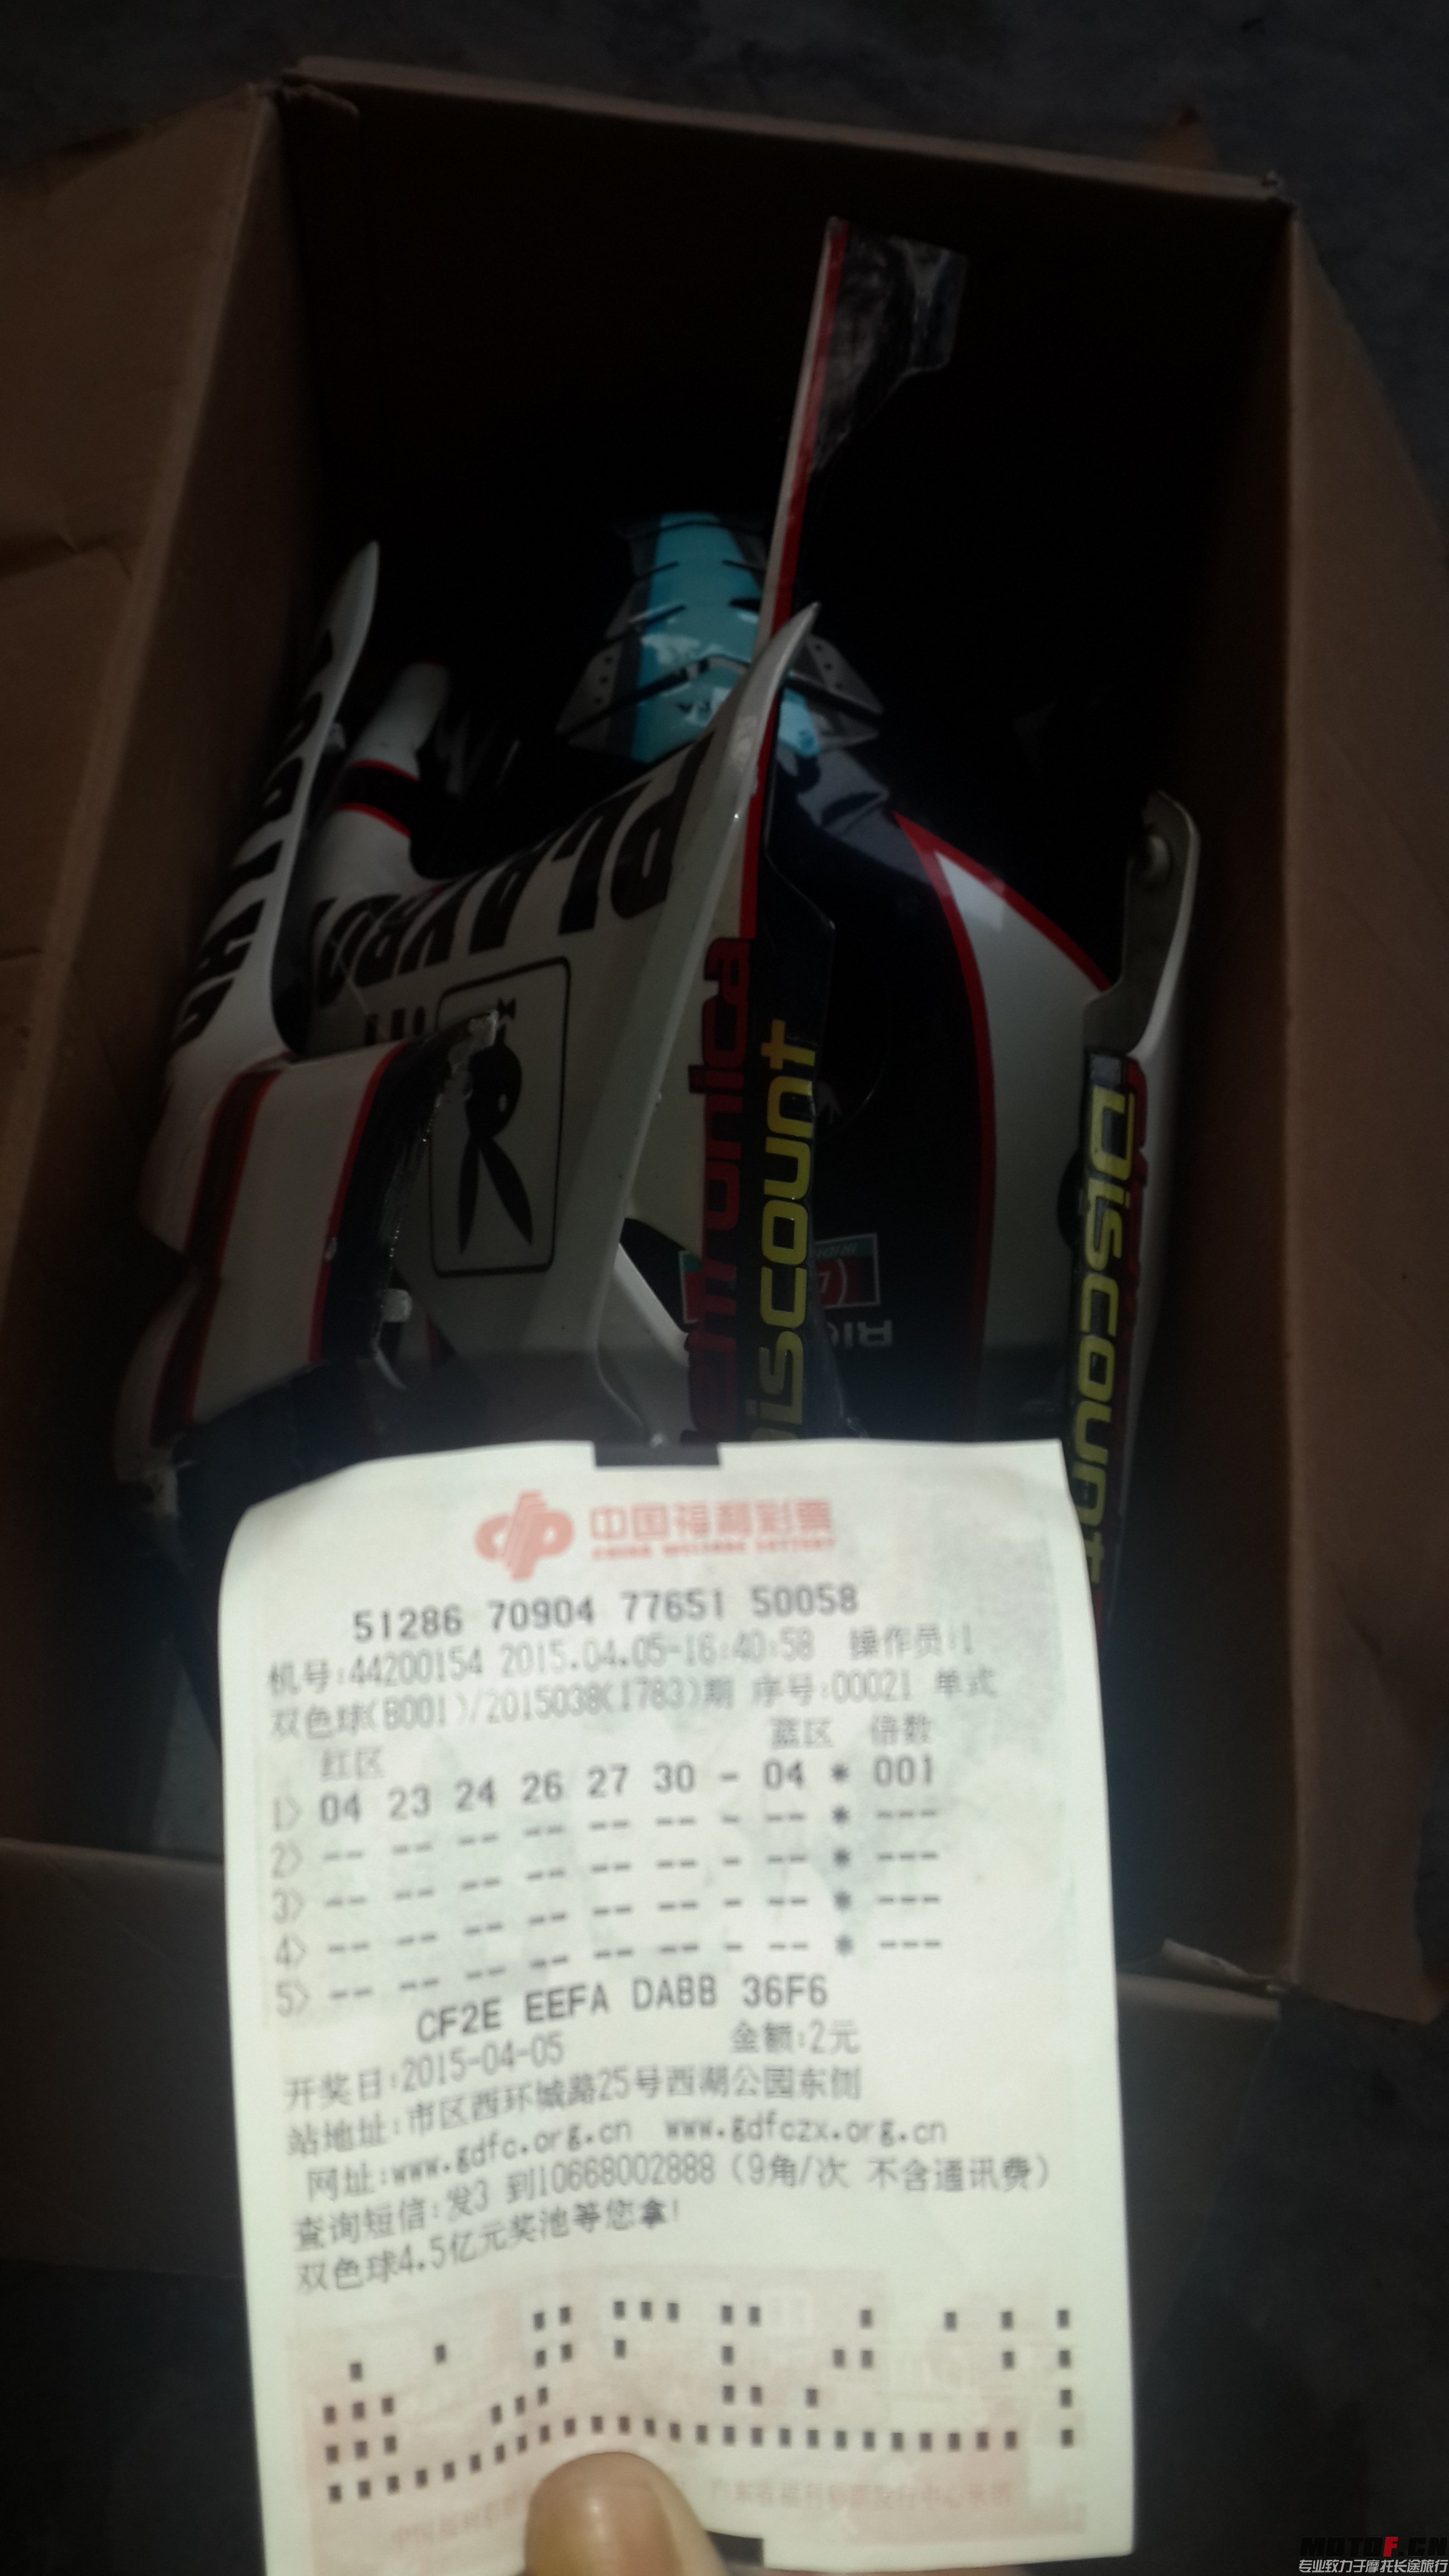 PLAYBOY
tronica
Discount
Discount
中国福利彩票
CHINA WELFARE LOTTERY
51286 70904 77651 50058
机号:44200154 2015.04.05-16:40:58 操作员:1
双色球(B001)/2015038(1783)期 序号:00021 单式
红区 蓝区 倍数
1> 04 23 24 26 27 30 - 04 * 001
2> -- -- -- -- -- -- - -- * ---
3> -- -- -- -- -- -- - -- * ---
4> -- -- -- -- -- -- - -- * ---
5> -- -- -- -- -- -- - -- * ---
CF2E EEFA DABB 36F6
开奖日:2015-04-05 金额:2元
站地址:市区西环城路25号西湖公园东侧
网址:www.gdfc.org.cn www.gdfczx.org.cn
查询短信:发3 到10668002888（9角/次 不含通讯费）
双色球4.5亿元奖池等您拿!
MOTOF.CN
专业致力于摩托长途旅行